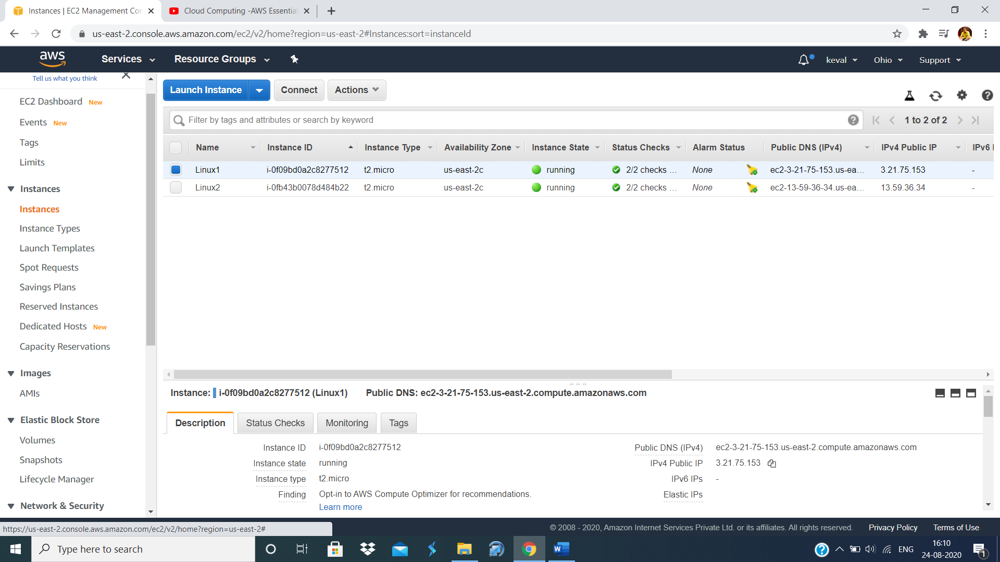 Instances | EC2 Management Con
Cloud Computing -AWS Essential
us-east-2.console.aws.amazon.com/ec2/v2/home?region=us-east-2#Instances:sort=instanceId
aws
Services
Resource Groups
keval
Ohio
Support
Tell us what you think
EC2 Dashboard New
Events New
Tags
Limits
Instances
Instances
Instance Types
Launch Templates
Spot Requests
Savings Plans
Reserved Instances
Dedicated Hosts New
Capacity Reservations
Images
AMIs
Elastic Block Store
Volumes
Snapshots
Lifecycle Manager
Network & Security
Launch Instance
Connect
Actions
Filter by tags and attributes or search by keyword
1 to 2 of 2
Name Instance ID Instance Type Availability Zone Instance State Status Checks Alarm Status Public DNS (IPv4) IPv4 Public IP IPv6 I
Linux1 i-0f09bd0a2c8277512 t2.micro us-east-2c running 2/2 checks ... None ec2-3-21-75-153.us-ea... 3.21.75.153 -
Linux2 i-0fb43b0078d484b22 t2.micro us-east-2c running 2/2 checks ... None ec2-13-59-36-34.us-ea... 13.59.36.34 -
Instance: i-0f09bd0a2c8277512 (Linux1) Public DNS: ec2-3-21-75-153.us-east-2.compute.amazonaws.com
Description
Status Checks
Monitoring
Tags
Instance ID i-0f09bd0a2c8277512
Instance state running
Instance type t2.micro
Finding Opt-in to AWS Compute Optimizer for recommendations.
Learn more
Public DNS (IPv4) ec2-3-21-75-153.us-east-2.compute.amazonaws.com
IPv4 Public IP 3.21.75.153
IPv6 IPs -
Elastic IPs
https://us-east-2.console.aws.amazon.com/ec2/v2/home?region=us-east-2#
© 2008 - 2020, Amazon Internet Services Private Ltd. or its affiliates. All rights reserved.
Privacy Policy
Terms of Use
Type here to search
ENG
16:10
24-08-2020
1